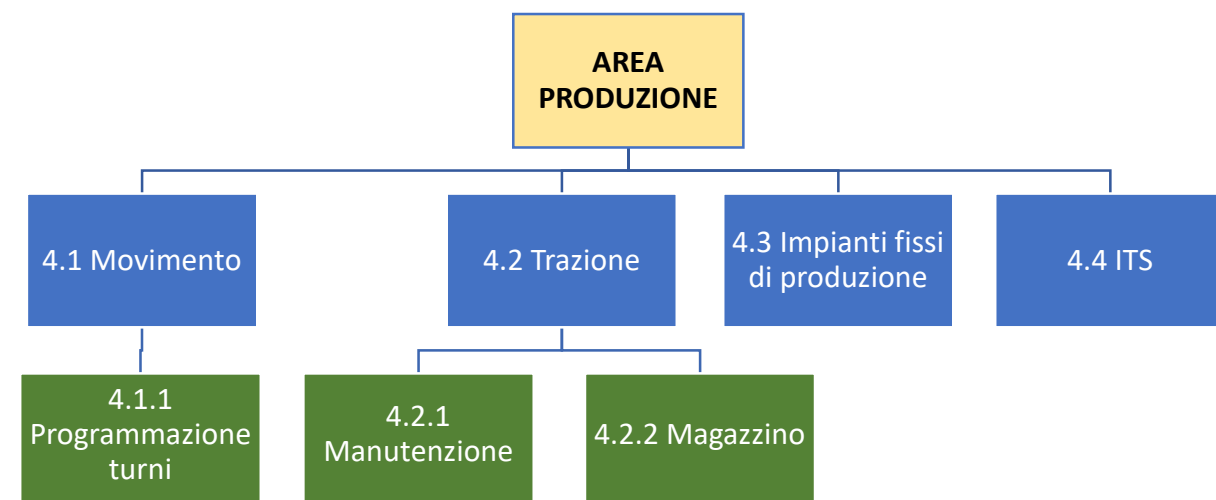 AREA
PRODUZIONE
4.1 Movimento
4.2 Trazione
4.3 Impianti fissi
di produzione
4.4 ITS
4.1.1
Programmazione
turni
4.2.1
Manutenzione
4.2.2 Magazzino